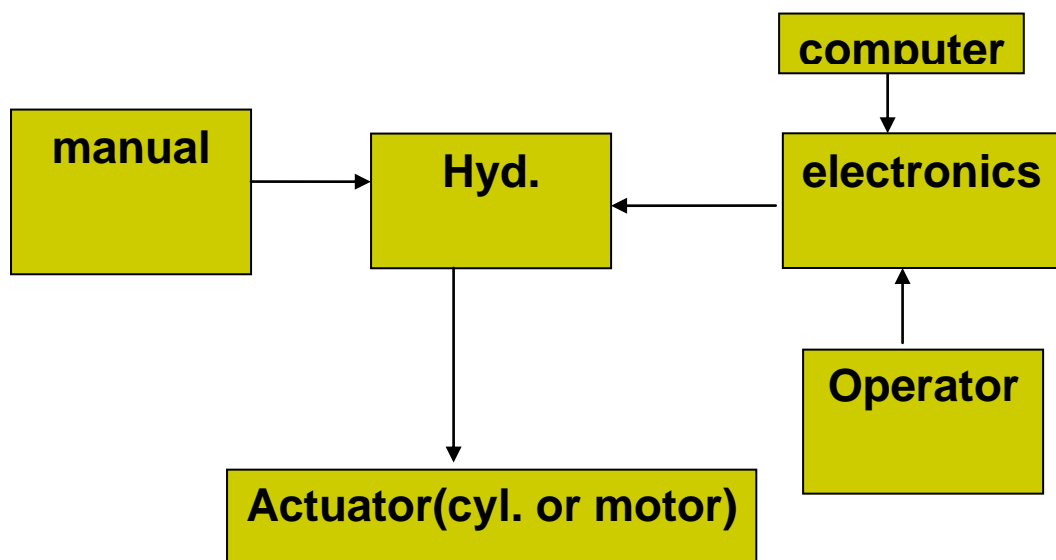 computer
manual
Hyd.
electronics
Operator
Actuator(cyl. or motor)